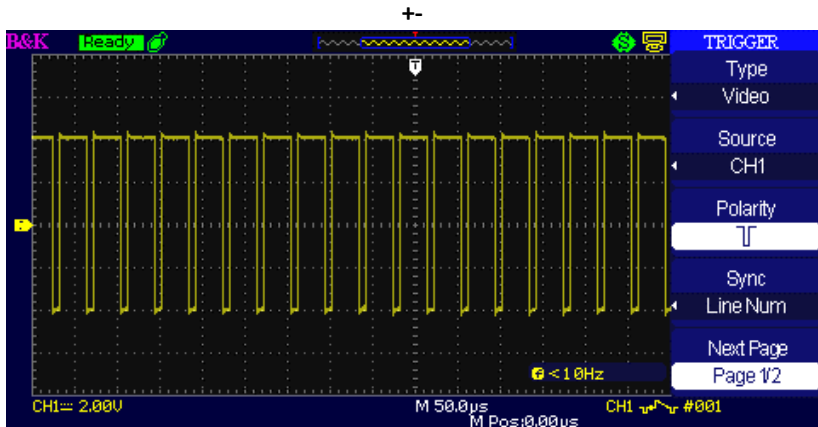 +-
B&K Ready S TRIGGER
T
Type
Video
Source
CH1
Polarity
Sync
Line Num
Next Page
Page 1/2
f <10Hz
CH1 2.00V M 50.0µs CH1 #001
M Pos:0.00µs